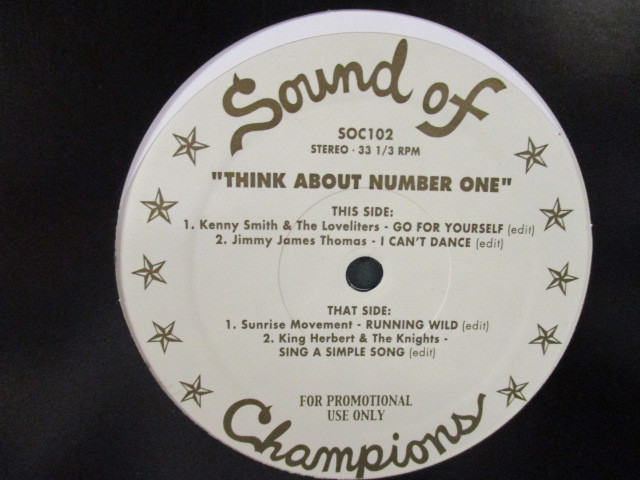 Sound of
SOC102
STEREO · 33 1/3 RPM
"THINK ABOUT NUMBER ONE"
THIS SIDE:
1. Kenny Smith & The Loveliters - GO FOR YOURSELF (edit)
2. Jimmy James Thomas - I CAN'T DANCE (edit)
THAT SIDE:
1. Sunrise Movement - RUNNING WILD (edit)
2. King Herbert & The Knights -
SING A SIMPLE SONG (edit)
FOR PROMOTIONAL
USE ONLY
Champions